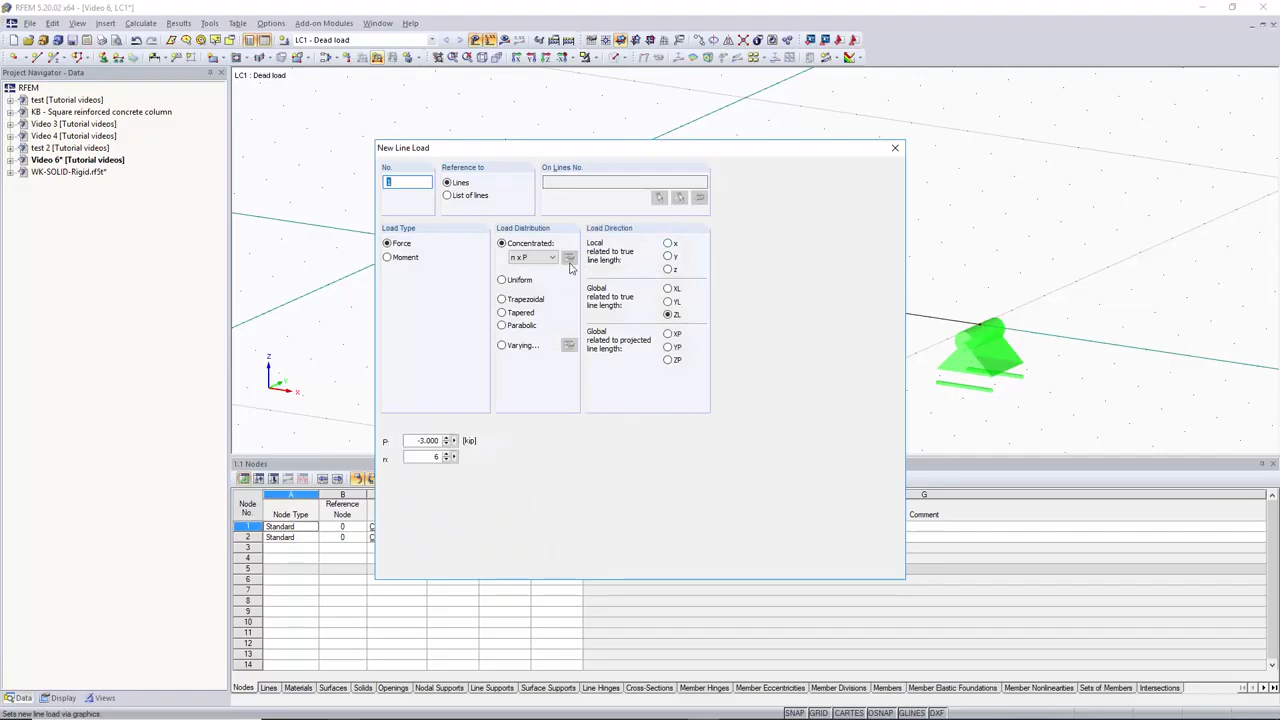 RFEM 5.20.02 x64 - [Video 6, LC1*]
File Edit View Insert Calculate Results Tools Table Options Add-on Modules Window Help
LC1 - Dead load
Project Navigator - Data
RFEM
test [Tutorial videos]
KB - Square reinforced concrete column
Video 3 [Tutorial videos]
Video 4 [Tutorial videos]
test 2 [Tutorial videos]
Video 6* [Tutorial videos]
WK-SOLID-Rigid.rf5t*
LC1 : Dead load
New Line Load
No.
1
Reference to
Lines
List of lines
On Lines No.
Load Type
Force
Moment
Load Distribution
Concentrated:
n x P
Uniform
Trapezoidal
Tapered
Parabolic
Varying...
Load Direction
Local
related to true
line length:
x
y
z
Global
related to true
line length:
XL
YL
ZL
Global
related to projected
line length:
XP
YP
ZP
P: -3.000 [kip]
n: 6
Z
Y
X
1.1 Nodes
A B G
Node
No.
Node Type
Reference
Node
Comment
1 Standard 0 C
2 Standard 0 C
3
4
5
6
7
8
9
10
11
12
13
14
Nodes Lines Materials Surfaces Solids Openings Nodal Supports Line Supports Surface Supports Line Hinges Cross-Sections Member Hinges Member Eccentricities Member Divisions Members Member Elastic Foundations Member Nonlinearities Sets of Members Intersections
Data Display Views
Sets new line load via graphics.
SNAP GRID CARTES OSNAP GLINES DXF